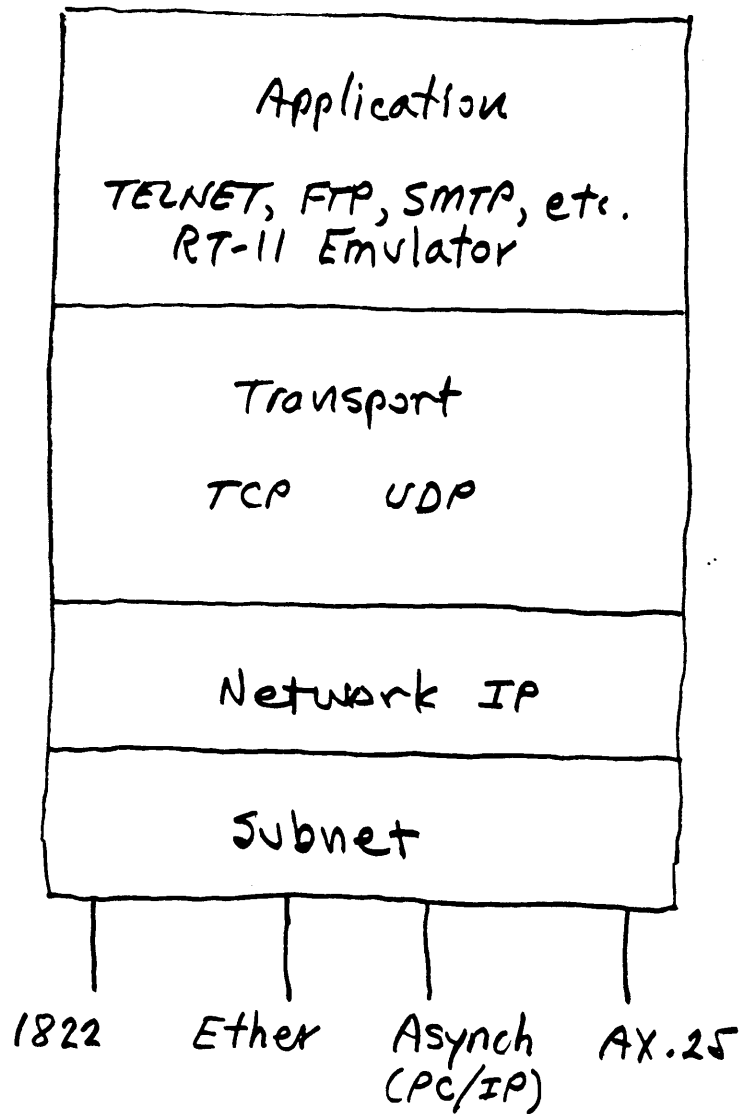 Application
TELNET, FTP, SMTP, etc.
RT-11 Emulator
Transport
TCP UDP
Network IP
Subnet
1822 Ether Asynch AX.25
(PC/IP)